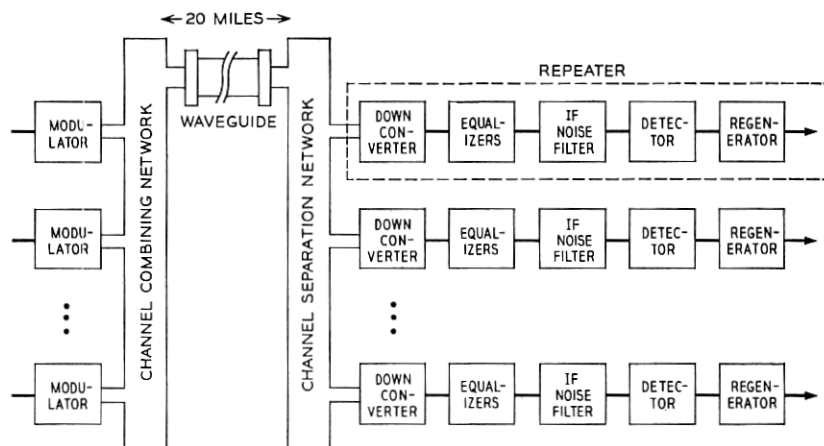 20 MILES
REPEATER
WAVEGUIDE
CHANNEL COMBINING NETWORK
CHANNEL SEPARATION NETWORK
MODU-
LATOR
DOWN
CON-
VERTER
EQUAL-
IZERS
IF
NOISE
FILTER
DETEC-
TOR
REGEN-
ERATOR
MODU-
LATOR
DOWN
CON-
VERTER
EQUAL-
IZERS
IF
NOISE
FILTER
DETEC-
TOR
REGEN-
ERATOR
MODU-
LATOR
DOWN
CON-
VERTER
EQUAL-
IZERS
IF
NOISE
FILTER
DETEC-
TOR
REGEN-
ERATOR